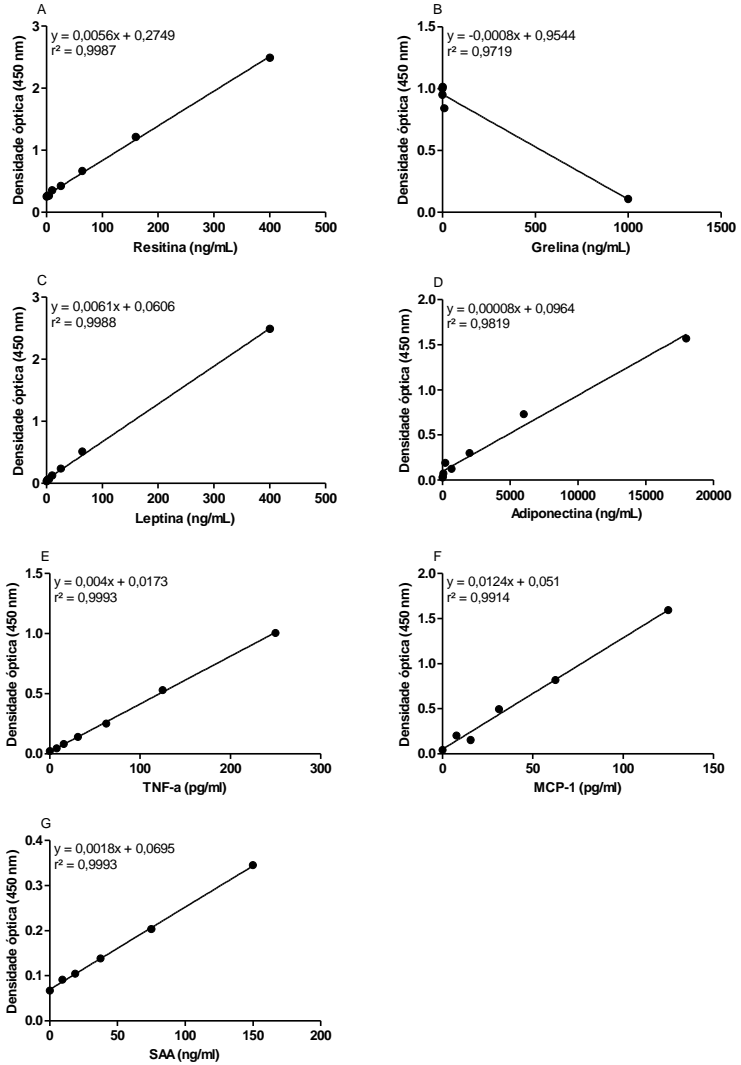 A
y = 0,0056x + 0,2749
r² = 0,9987
Densidade óptica (450 nm)
3
2
1
0
0 100 200 300 400 500
Resitina (ng/mL)
B
y = -0,0008x + 0,9544
r² = 0,9719
Densidade óptica (450 nm)
1.5
1.0
0.5
0.0
0 500 1000 1500
Grelina (ng/mL)
C
y = 0,0061x + 0,0606
r² = 0,9988
Densidade óptica (450 nm)
3
2
1
0
0 100 200 300 400 500
Leptina (ng/mL)
D
y = 0,00008x + 0,0964
r² = 0,9819
Densidade óptica (450 nm)
2.0
1.5
1.0
0.5
0.0
0 5000 10000 15000 20000
Adiponectina (ng/mL)
E
y = 0,004x + 0,0173
r² = 0,9993
Densidade óptica (450 nm)
1.5
1.0
0.5
0.0
0 100 200 300
TNF-a (pg/ml)
F
y = 0,0124x + 0,051
r² = 0,9914
Densidade óptica (450 nm)
2.0
1.5
1.0
0.5
0.0
0 50 100 150
MCP-1 (pg/ml)
G
y = 0,0018x + 0,0695
r² = 0,9993
Densidade óptica (450 nm)
0.4
0.3
0.2
0.1
0.0
0 50 100 150 200
SAA (ng/ml)